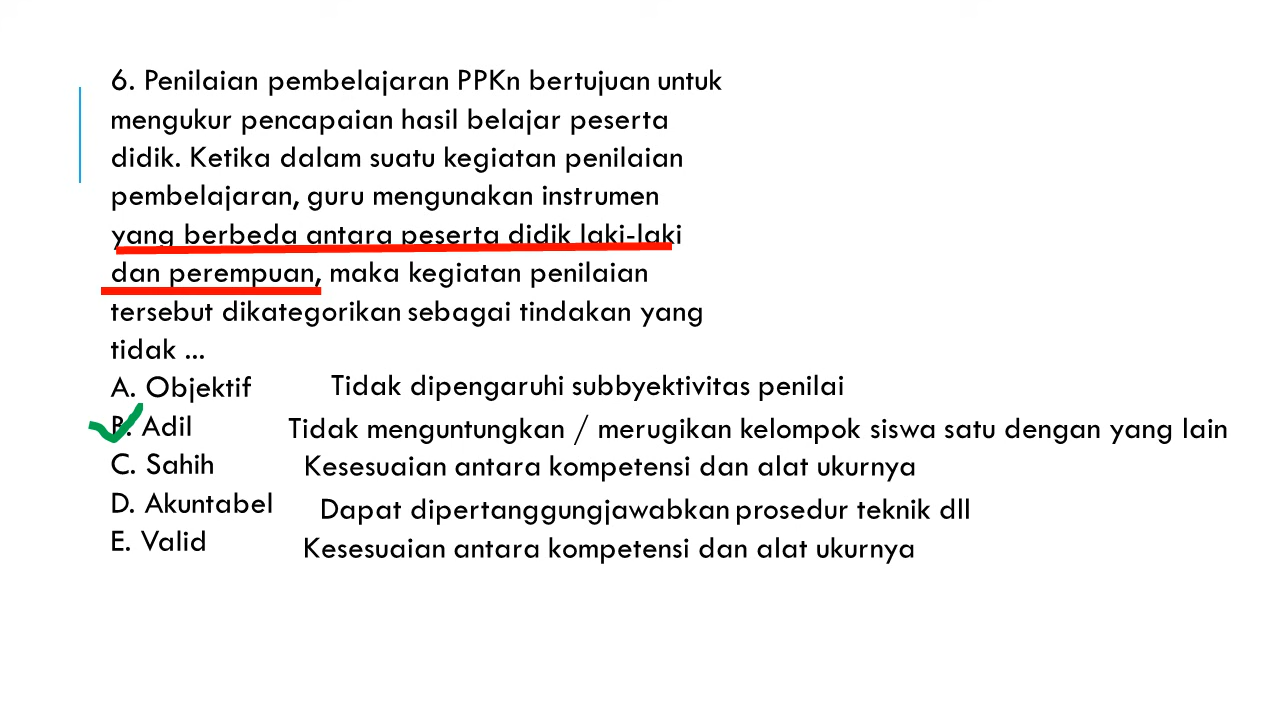 6. Penilaian pembelajaran PPKn bertujuan untuk
mengukur pencapaian hasil belajar peserta
didik. Ketika dalam suatu kegiatan penilaian
pembelajaran, guru mengunakan instrumen
yang berbeda antara peserta didik laki-laki
dan perempuan, maka kegiatan penilaian
tersebut dikategorikan sebagai tindakan yang
tidak ...
A. Objektif Tidak dipengaruhi subbyektivitas penilai
B. Adil Tidak menguntungkan / merugikan kelompok siswa satu dengan yang lain
C. Sahih Kesesuaian antara kompetensi dan alat ukurnya
D. Akuntabel Dapat dipertanggungjawabkan prosedur teknik dll
E. Valid Kesesuaian antara kompetensi dan alat ukurnya